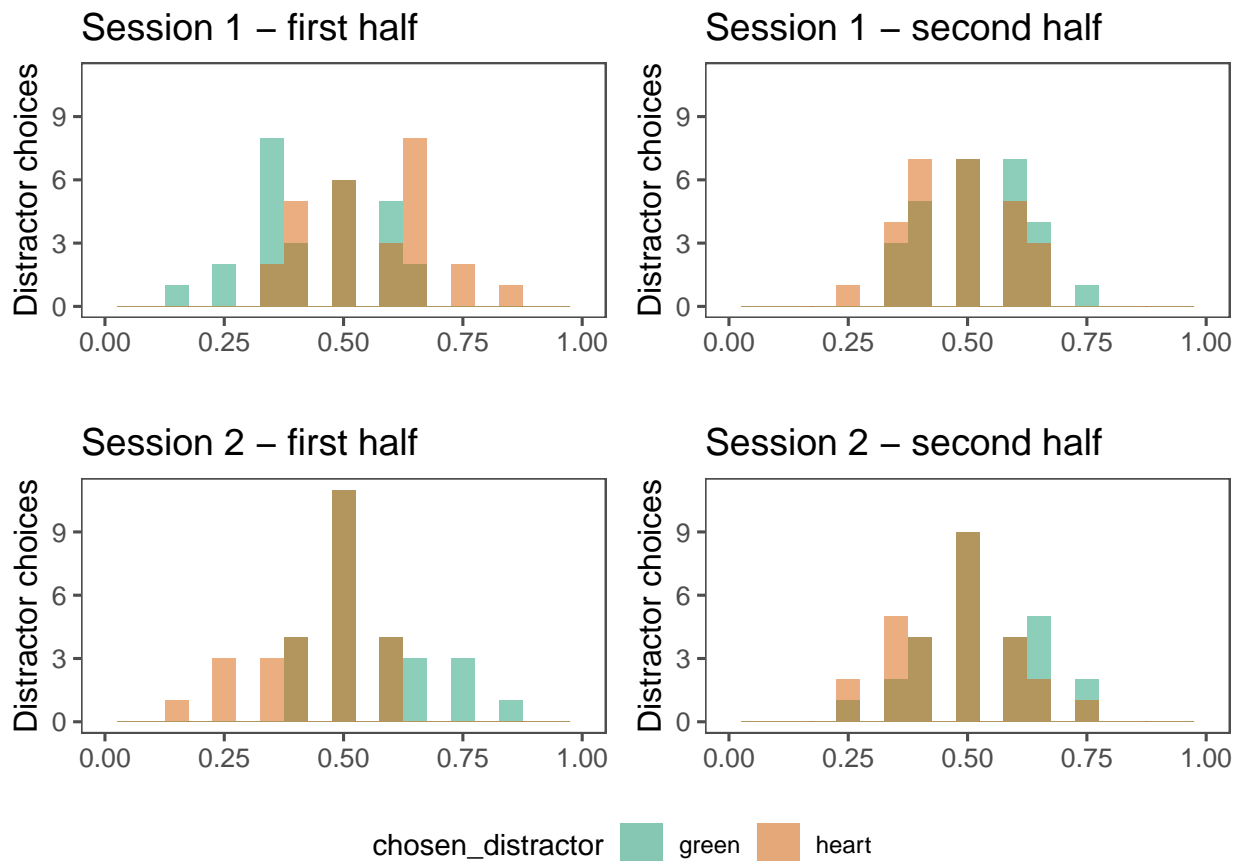 Session 1 – first half
Session 1 – second half
Distractor choices
9
6
3
0
0.00 0.25 0.50 0.75 1.00
Distractor choices
9
6
3
0
0.00 0.25 0.50 0.75 1.00
Session 2 – first half
Session 2 – second half
Distractor choices
9
6
3
0
0.00 0.25 0.50 0.75 1.00
Distractor choices
9
6
3
0
0.00 0.25 0.50 0.75 1.00
chosen_distractor green heart